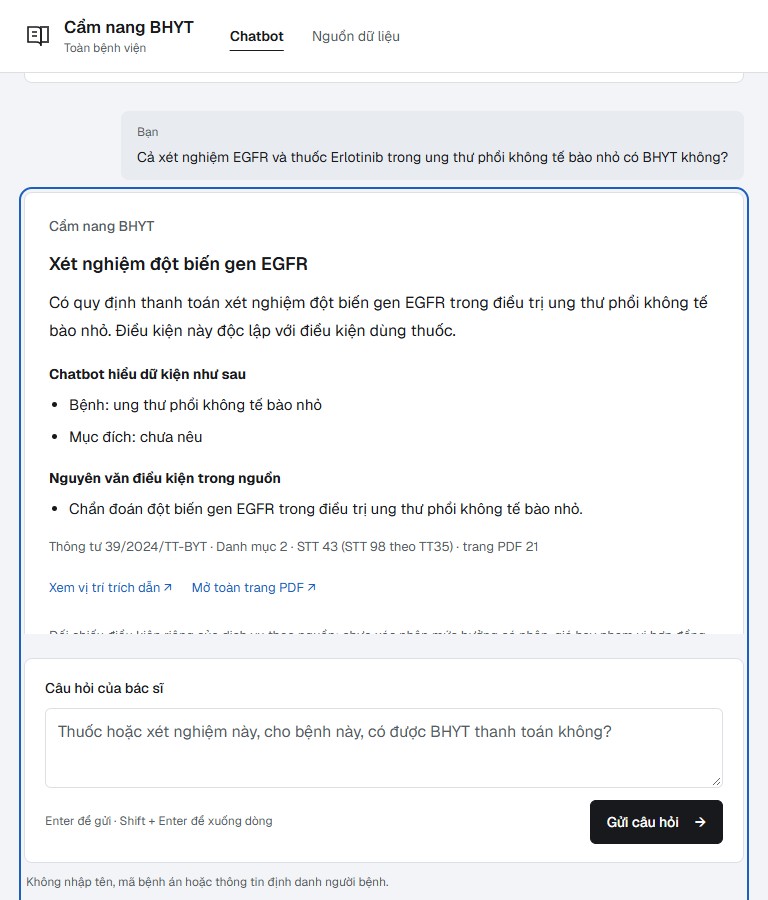 Cẩm nang BHYT
Toàn bệnh viện
Chatbot
Nguồn dữ liệu
Bạn
Cả xét nghiệm EGFR và thuốc Erlotinib trong ung thư phổi không tế bào nhỏ có BHYT không?
Cẩm nang BHYT
Xét nghiệm đột biến gen EGFR
Có quy định thanh toán xét nghiệm đột biến gen EGFR trong điều trị ung thư phổi không tế
bào nhỏ. Điều kiện này độc lập với điều kiện dùng thuốc.
Chatbot hiểu dữ kiện như sau
Bệnh: ung thư phổi không tế bào nhỏ
Mục đích: chưa nêu
Nguyên văn điều kiện trong nguồn
Chẩn đoán đột biến gen EGFR trong điều trị ung thư phổi không tế bào nhỏ.
Thông tư 39/2024/TT-BYT · Danh mục 2 · STT 43 (STT 98 theo TT35) · trang PDF 21
Xem vị trí trích dẫn ↗ Mở toàn trang PDF ↗
Câu hỏi của bác sĩ
Thuốc hoặc xét nghiệm này, cho bệnh này, có được BHYT thanh toán không?
Enter để gửi · Shift + Enter để xuống dòng
Gửi câu hỏi →
Không nhập tên, mã bệnh án hoặc thông tin định danh người bệnh.